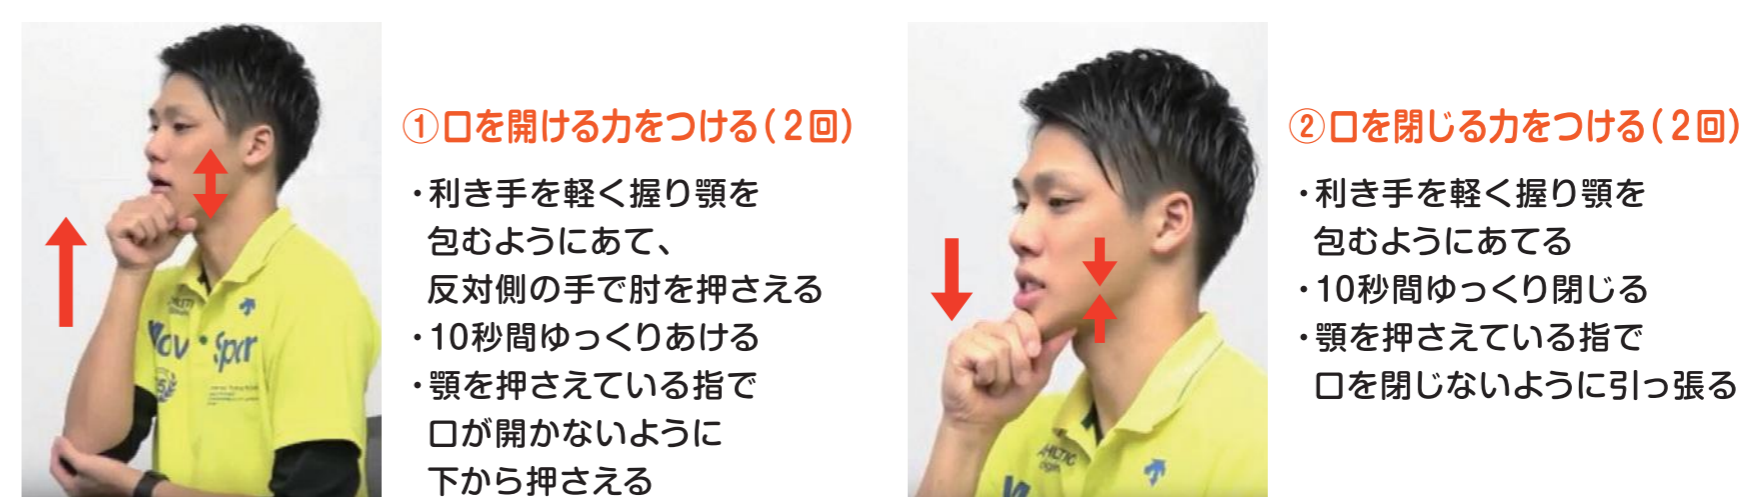 ①口を開ける力をつける(2回)
・利き手を軽く握り顎を
包むようにあて、
反対側の手で肘を押さえる
・10秒間ゆっくりあける
・顎を押さえている指で
口が開かないように
下から押さえる
②口を閉じる力をつける(2回)
・利き手を軽く握り顎を
包むようにあてる
・10秒間ゆっくり閉じる
・顎を押さえている指で
口を閉じないように引っ張る